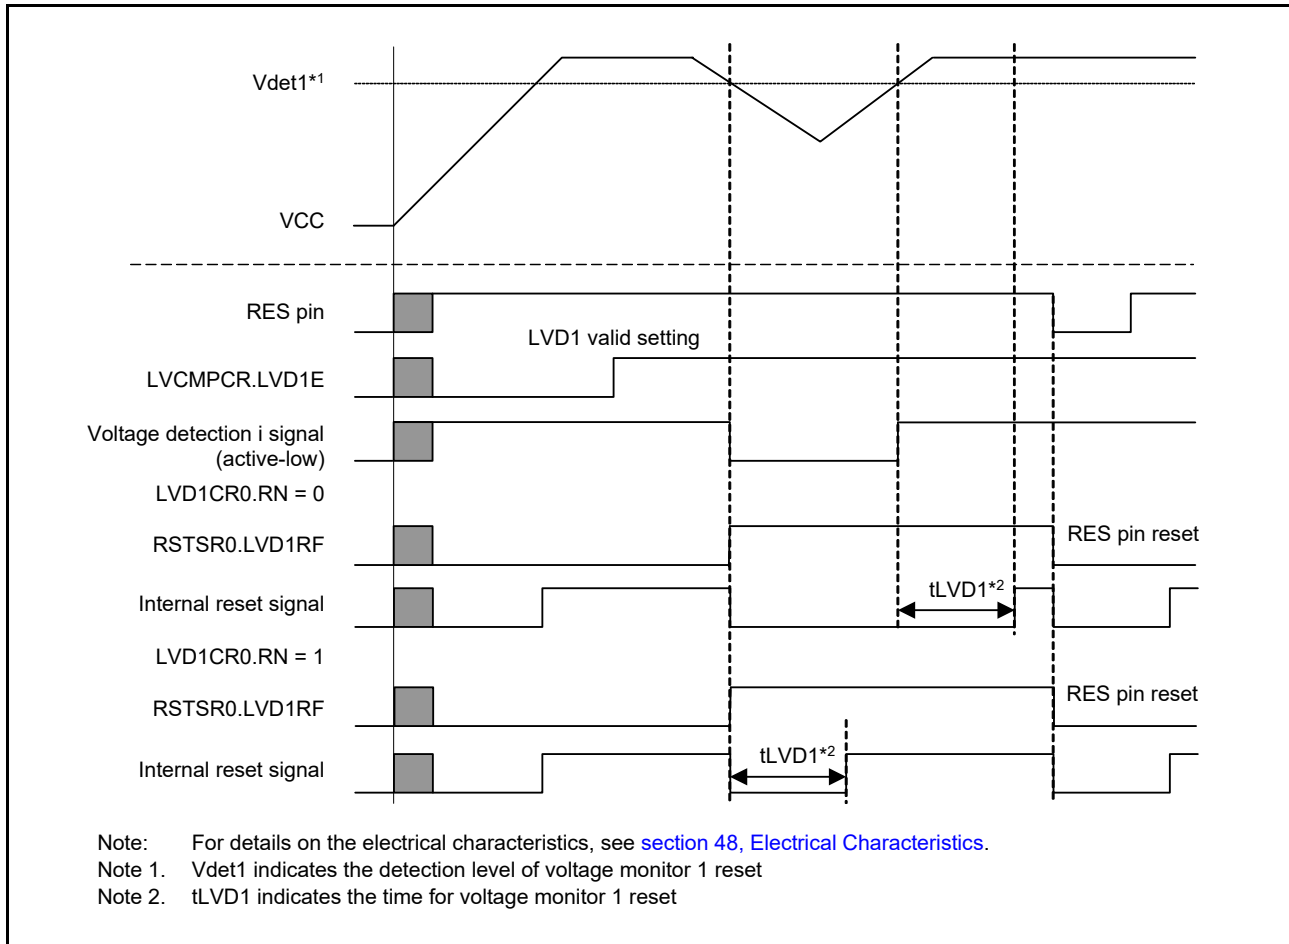 Vdet1*1
VCC
RES pin
LVD1 valid setting
LVCMPCR.LVD1E
Voltage detection i signal
(active-low)
LVD1CR0.RN = 0
RSTSR0.LVD1RF
RES pin reset
tLVD1*2
Internal reset signal
LVD1CR0.RN = 1
RSTSR0.LVD1RF
RES pin reset
tLVD1*2
Internal reset signal
Note: For details on the electrical characteristics, see section 48, Electrical Characteristics.
Note 1. Vdet1 indicates the detection level of voltage monitor 1 reset
Note 2. tLVD1 indicates the time for voltage monitor 1 reset